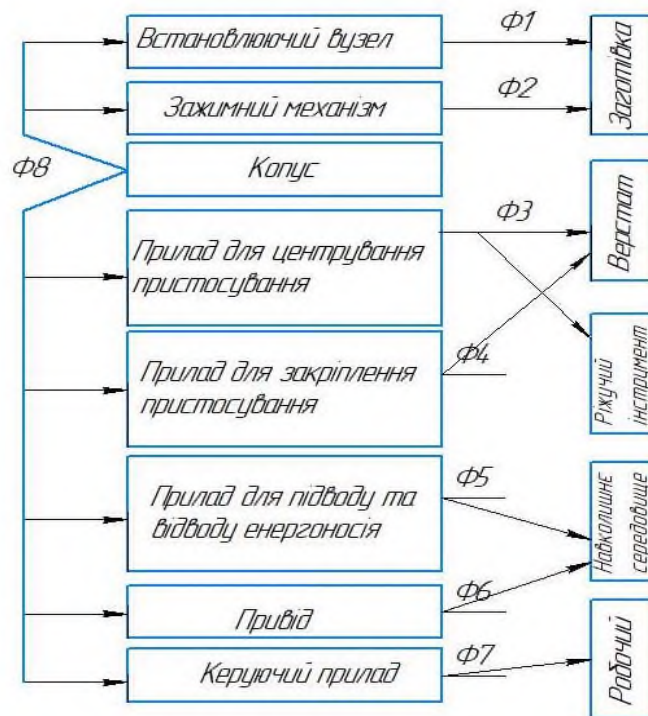 Встановлюючий вузел
Ф1
Заготівка
Зажимний механізм
Ф2
Копус
Ф8
Прилад для центрування
пристосування
Ф3
Верстат
Прилад для закріплення
пристосування
Ф4
Ріжучий
інструмент
Прилад для підводу та
відводу енергоносія
Ф5
Навколишнє
середовище
Привід
Ф6
Керуючий прилад
Ф7
Робочий